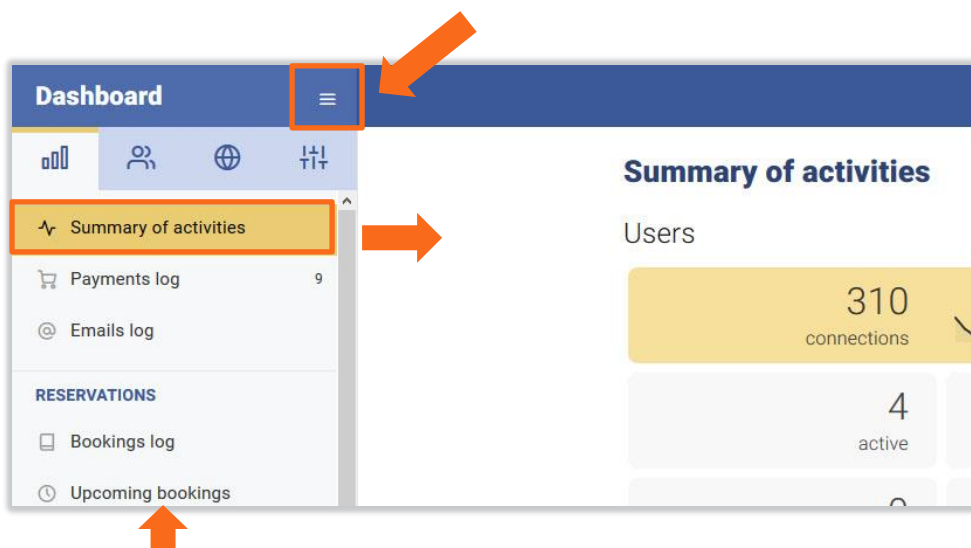 Dashboard
Summary of activities
Payments log 9
Emails log
RESERVATIONS
Bookings log
Upcoming bookings
Summary of activities
Users
310
connections
4
active